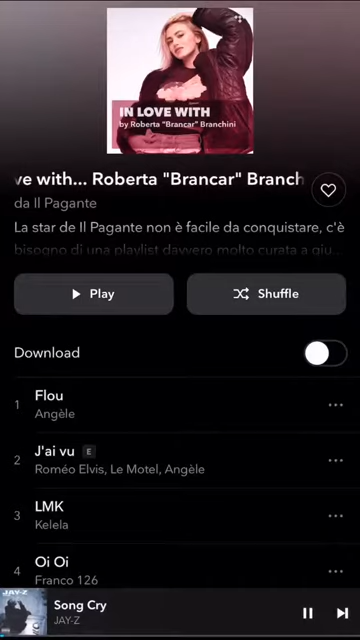 IN LOVE WITH
by Roberta "Brancar" Branchini
ve with... Roberta "Brancar" Branch
da Il Pagante
La star de Il Pagante non è facile da conquistare, c'è
bisogno di una playlist davvero molto curata a giu...
Play
Shuffle
Download
1
Flou
Angèle
2
J'ai vu E
Roméo Elvis, Le Motel, Angèle
3
LMK
Kelela
4
Oi Oi
Franco 126
JAY-Z
Song Cry
JAY-Z